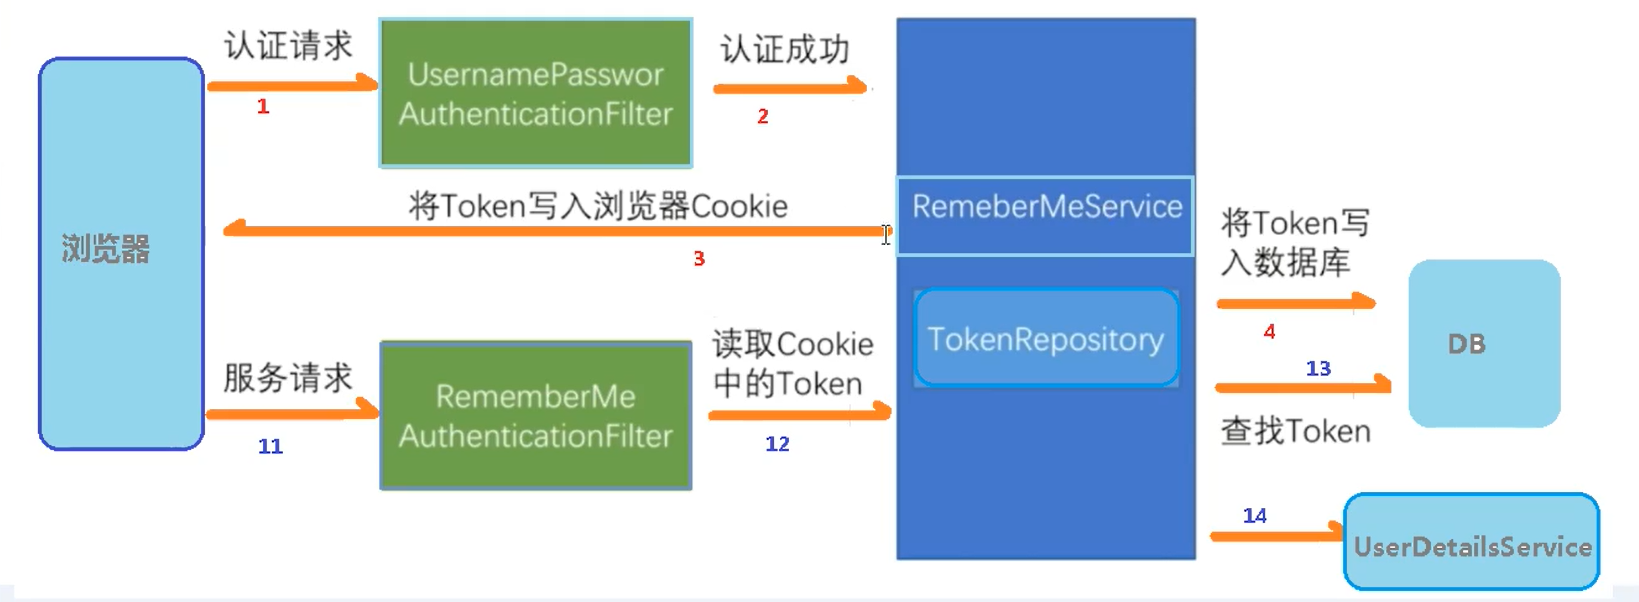 认证请求
1
UsernamePasswor
AuthenticationFilter
认证成功
2
浏览器
将Token写入浏览器Cookie
3
RemeberMeService
将Token写
入数据库
4
TokenRepository
DB
服务请求
11
RememberMe
AuthenticationFilter
读取Cookie
中的Token
12
13
查找Token
14
UserDetailsService